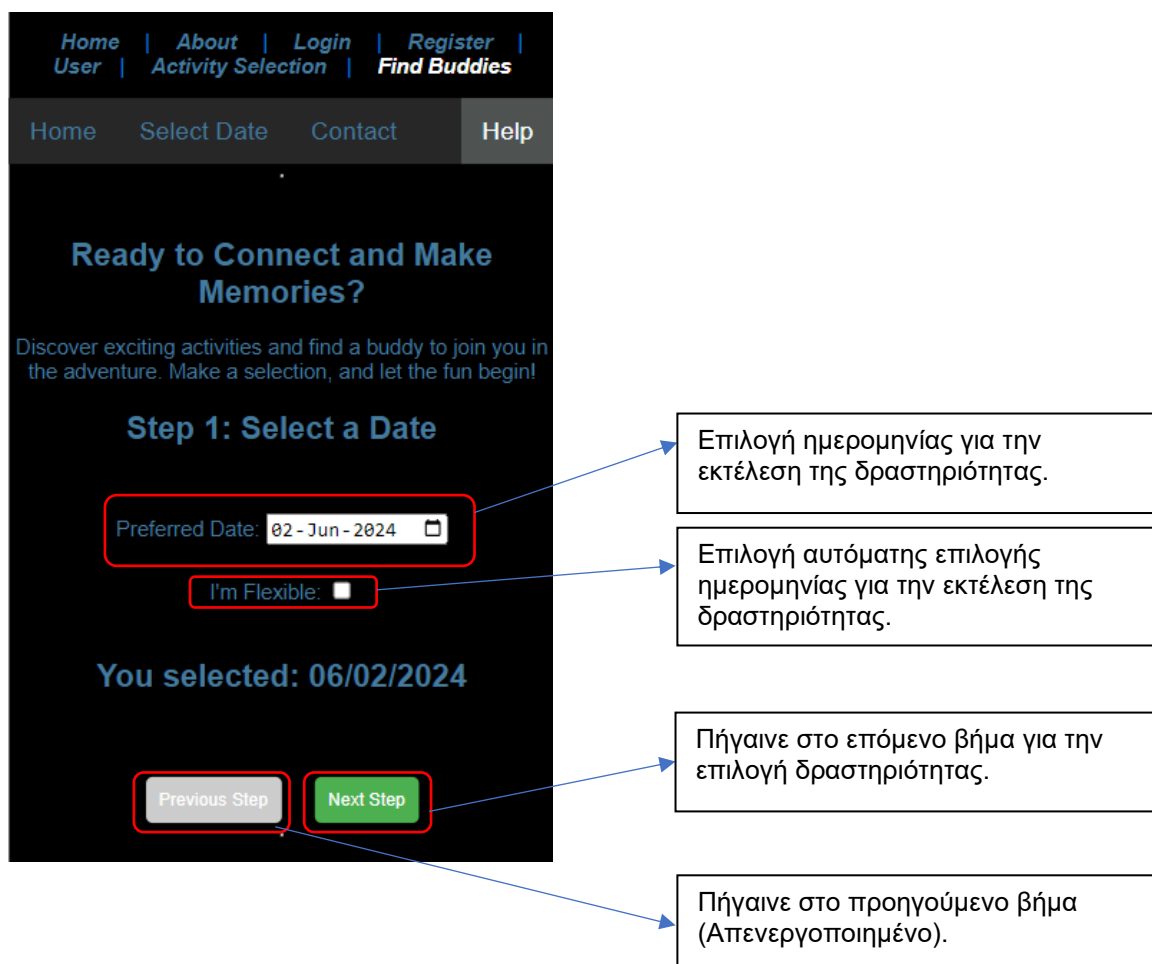 Home | About | Login | Register |
User | Activity Selection | Find Buddies
Home Select Date Contact Help
Ready to Connect and Make
Memories?
Discover exciting activities and find a buddy to join you in
the adventure. Make a selection, and let the fun begin!
Step 1: Select a Date
Preferred Date: 02-Jun-2024
I'm Flexible:
You selected: 06/02/2024
Previous Step Next Step
Επιλογή ημερομηνίας για την
εκτέλεση της δραστηριότητας.
Επιλογή αυτόματης επιλογής
ημερομηνίας για την εκτέλεση της
δραστηριότητας.
Πήγαινε στο επόμενο βήμα για την
επιλογή δραστηριότητας.
Πήγαινε στο προηγούμενο βήμα
(Απενεργοποιημένο).